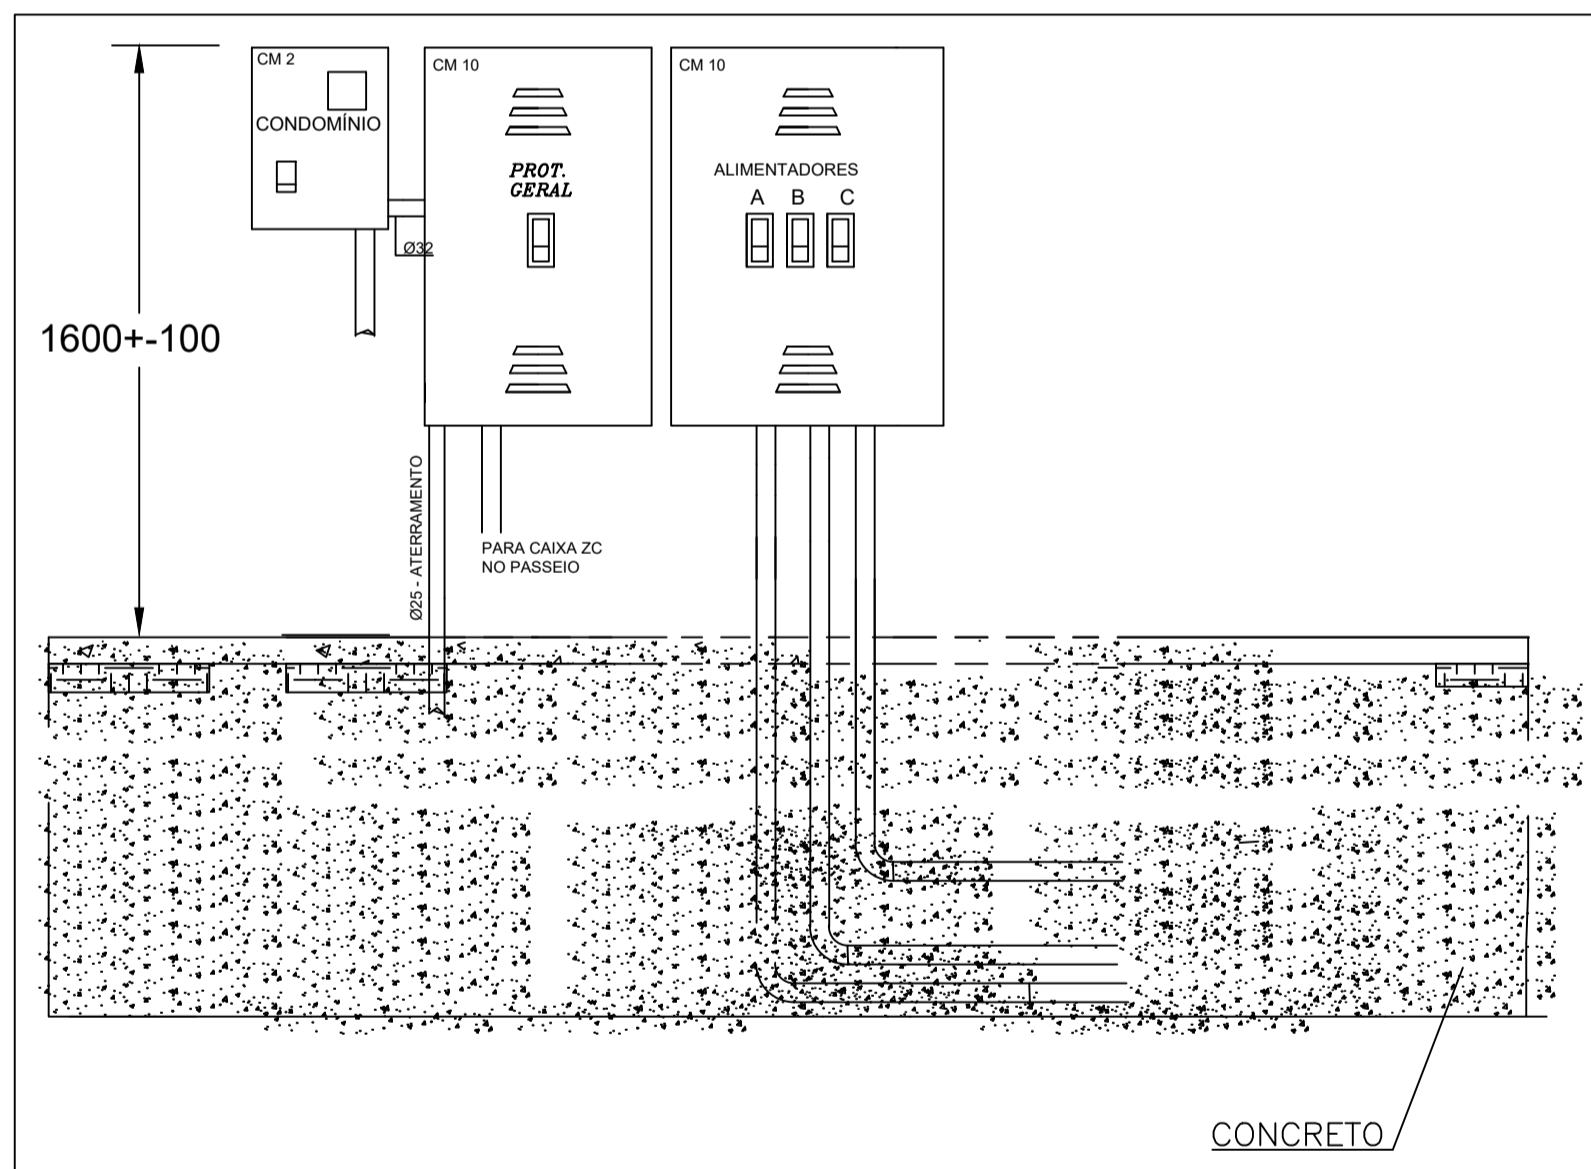 CM 2
CONDOMÍNIO
CM 10
PROT.
GERAL
CM 10
ALIMENTADORES
A B C
Ø32
1600+-100
Ø25 - ATERRAMENTO
PARA CAIXA ZC
NO PASSEIO
CONCRETO